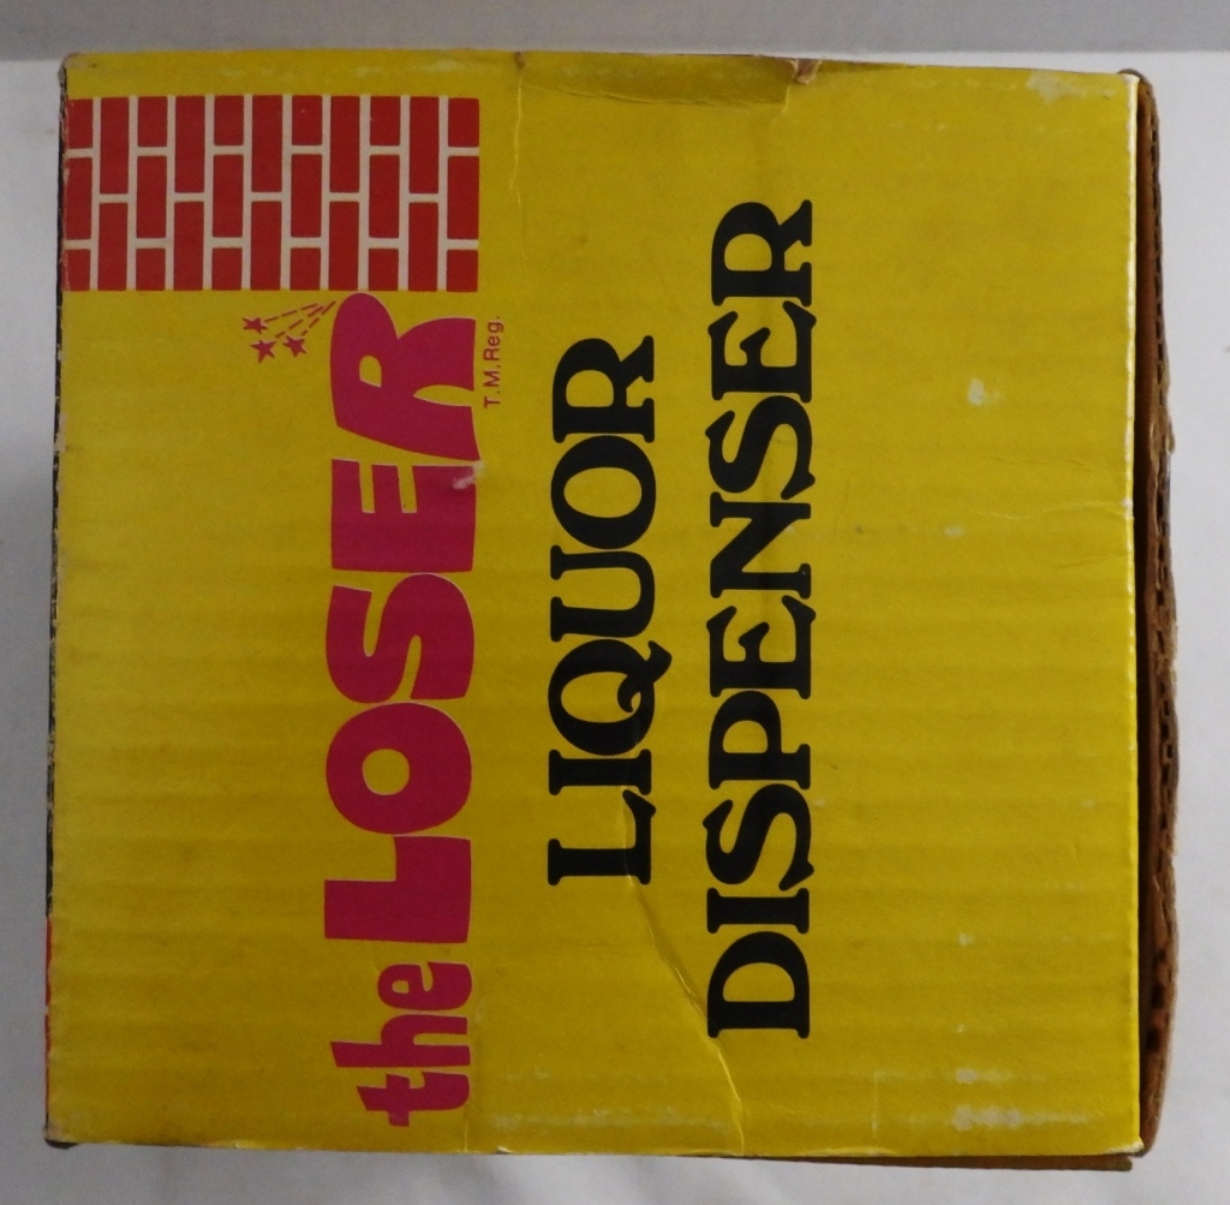 the LOSER
T.M.Reg.
LIQUOR
DISPENSER